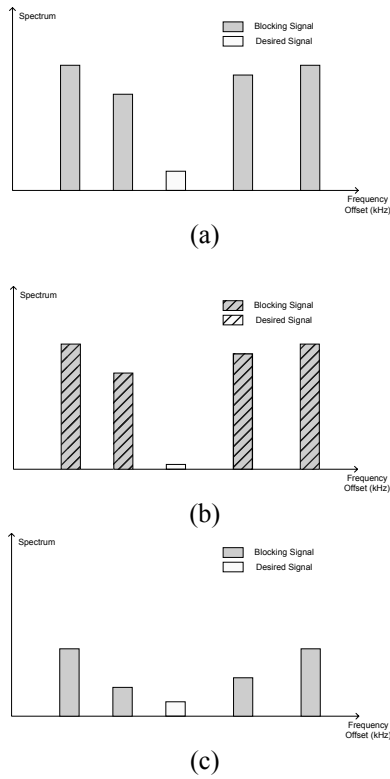 Spectrum
Blocking Signal
Desired Signal
Frequency
Offset (kHz)
(a)
Spectrum
Blocking Signal
Desired Signal
Frequency
Offset (kHz)
(b)
Spectrum
Blocking Signal
Desired Signal
Frequency
Offset (kHz)
(c)